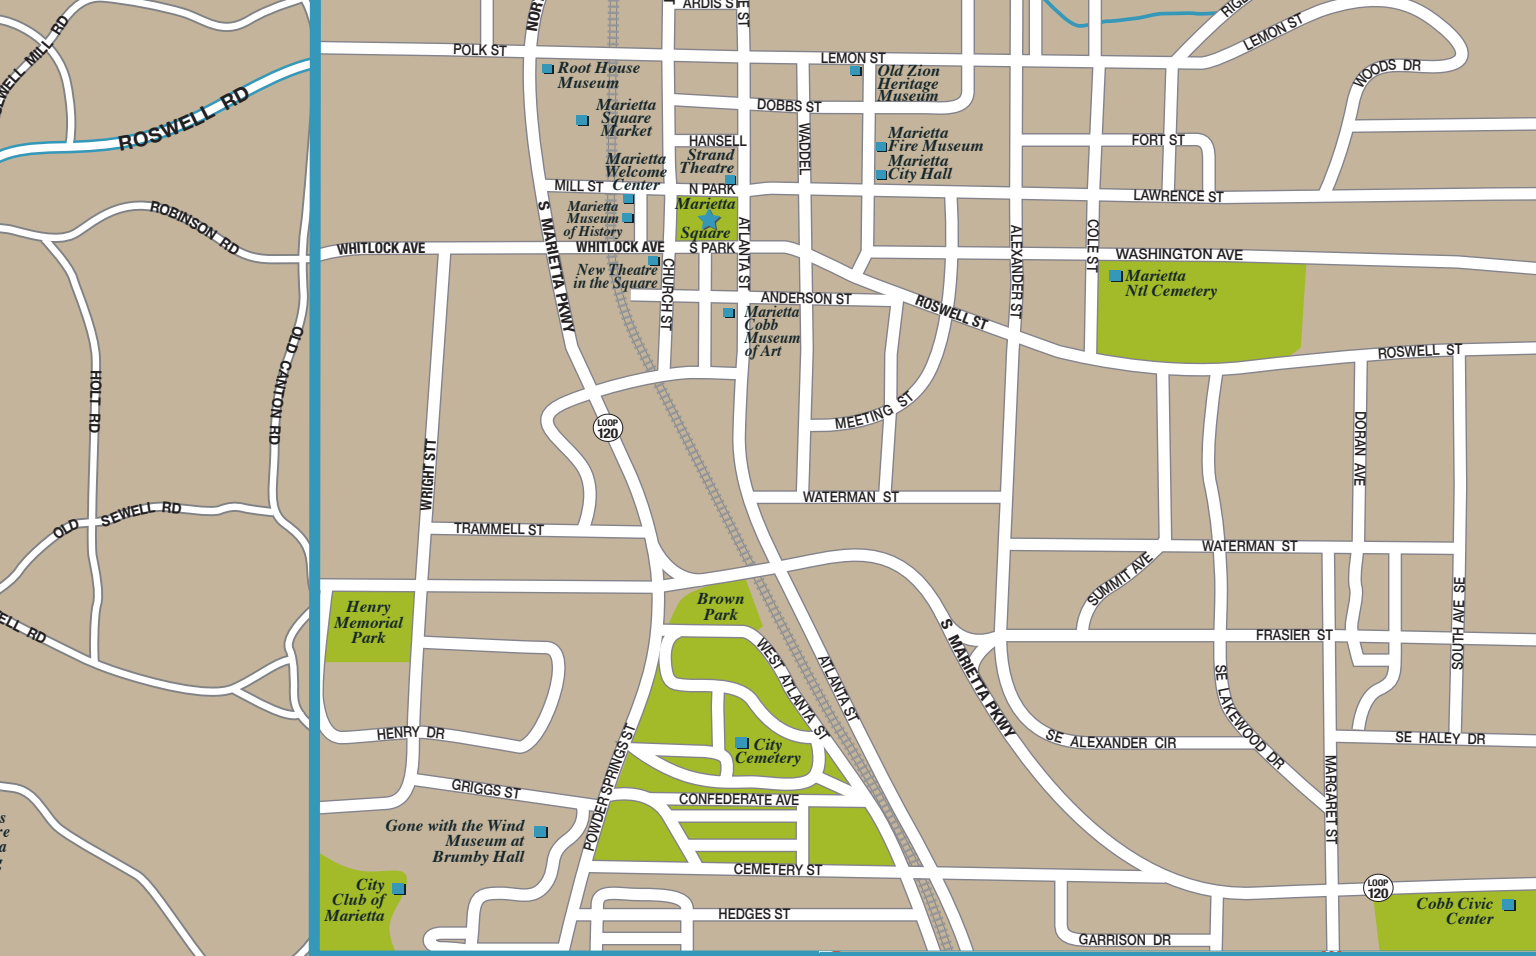 ARDIS ST
POLK ST
LEMON ST
LEMON ST
WOODS DR
ROSWELL RD
Root House
Museum
Old Zion
Heritage
Museum
Marietta
Square
Market
DOBBS ST
HANSELL
Strand
Theatre
WADDEL
Marietta
Fire Museum
Marietta
City Hall
FORT ST
Marietta
Welcome
Center
MILL ST
N PARK
LAWRENCE ST
Marietta
Square
Marietta
Museum
of History
ROBINSON RD
WHITLOCK AVE
WHITLOCK AVE
S PARK
WASHINGTON AVE
S MARIETTA PKWY
CHURCH ST
ATLANTA ST
ALEXANDER ST
COLE ST
New Theatre
in the Square
Marietta
Ntl Cemetery
ANDERSON ST
ROSWELL ST
Marietta
Cobb
Museum
of Art
ROSWELL ST
HOLT RD
OLD CANTON RD
MEETING ST
DORAN AVE
LOOP
120
WRIGHT STT
WATERMAN ST
OLD SEWELL RD
TRAMMELL ST
WATERMAN ST
SUMMIT AVE
Henry
Memorial
Park
Brown
Park
SOUTH AVE SE
FRASIER ST
S MARIETTA PKWY
WEST ATLANTA ST
ATLANTA ST
SE LAKEWOOD DR
HENRY DR
POWDER SPRINGS ST
City
Cemetery
SE ALEXANDER CIR
SE HALEY DR
MARGARET ST
GRIGGS ST
CONFEDERATE AVE
Gone with the Wind
Museum at
Brumby Hall
CEMETERY ST
City
Club of
Marietta
LOOP
120
Cobb Civic
Center
HEDGES ST
GARRISON DR